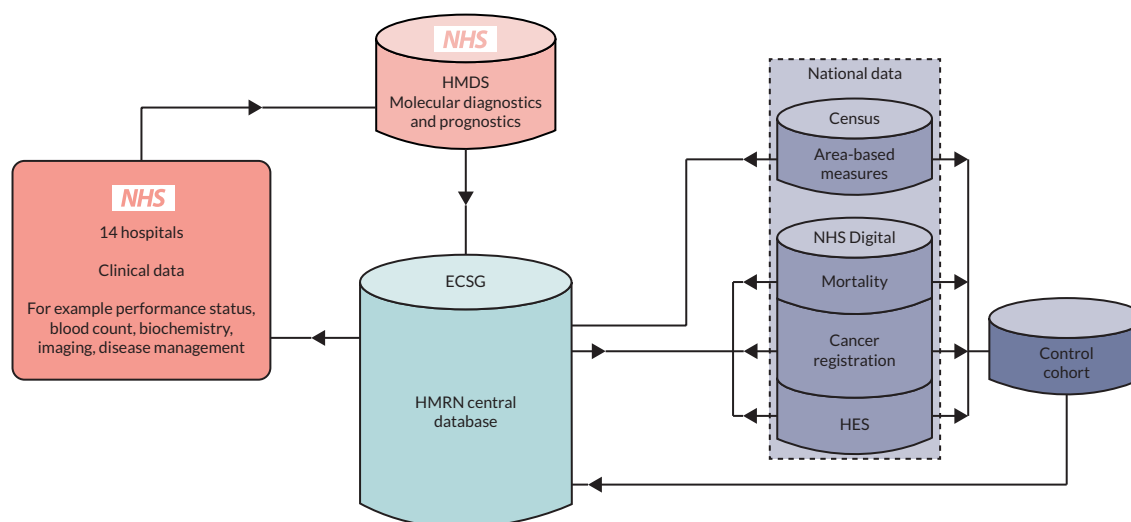 NHS
HMDS
Molecular diagnostics
and prognostics
NHS
14 hospitals
Clinical data
For example performance status,
blood count, biochemistry,
imaging, disease management
ECSG
HMRN central
database
National data
Census
Area-based
measures
NHS Digital
Mortality
Cancer
registration
HES
Control
cohort